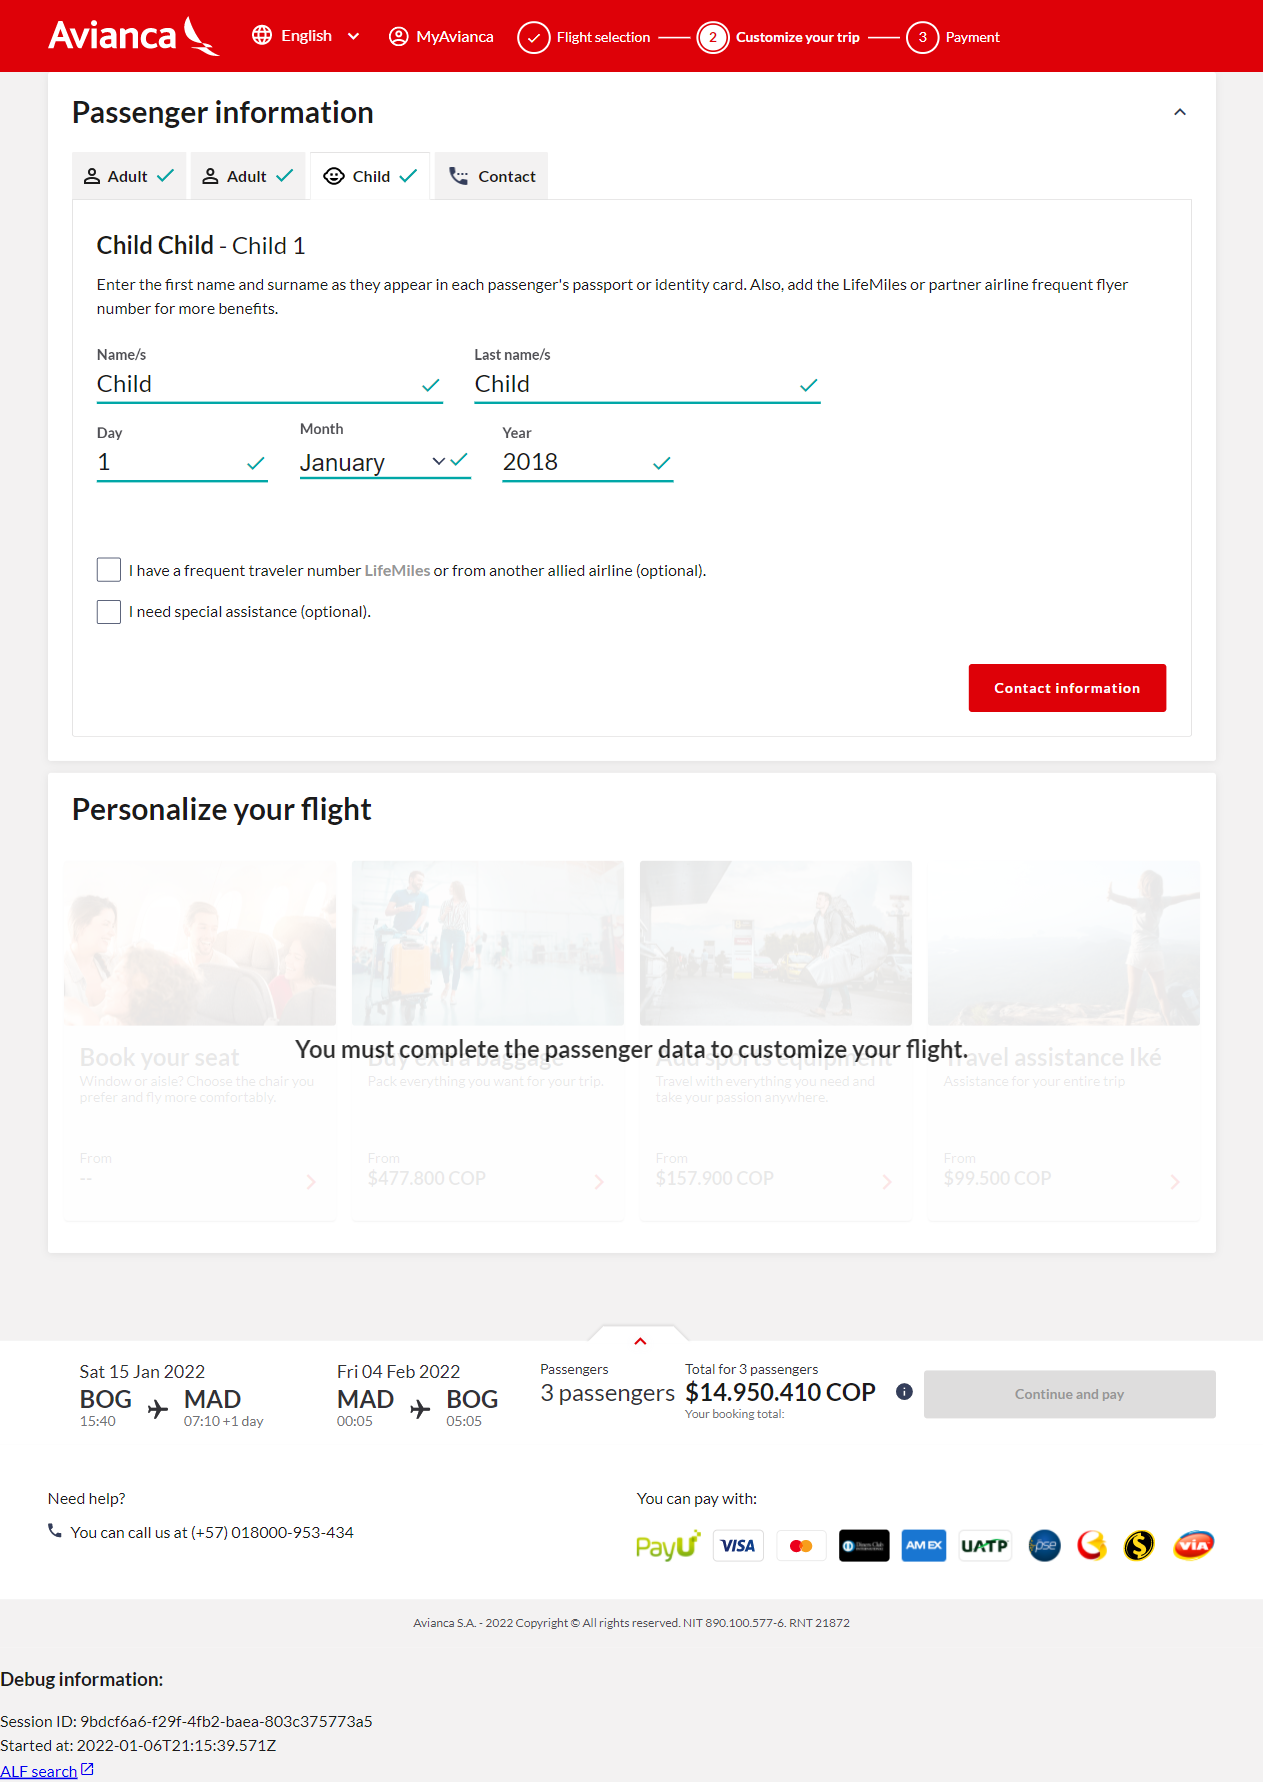 Avianca
English
MyAvianca
Flight selection
2
Customize your trip
3
Payment
Passenger information
Adult
Adult
Child
Contact
Child Child - Child 1
Enter the first name and surname as they appear in each passenger's passport or identity card. Also, add the LifeMiles or partner airline frequent flyer
number for more benefits.
Name/s
Last name/s
Child
Child
Day
Month
Year
1
January
2018
I have a frequent traveler number LifeMiles or from another allied airline (optional).
I need special assistance (optional).
Contact information
Personalize your flight
You must complete the passenger data to customize your flight.
Book your seat
Window or aisle? Choose the chair you
prefer and fly more comfortably.
From
--
Buy extra baggage
Pack everything you want for your trip.
From
$477.800 COP
Add sports equipment
Travel with everything you need and
take your passion anywhere.
From
$157.900 COP
Travel assistance Iké
Assistance for your entire trip
From
$99.500 COP
Sat 15 Jan 2022
BOG
MAD
15:40
07:10 +1 day
Fri 04 Feb 2022
MAD
BOG
00:05
05:05
Passengers
3 passengers
Total for 3 passengers
$14.950.410 COP
Your booking total:
Continue and pay
Need help?
You can call us at (+57) 018000-953-434
You can pay with:
PayU
VISA
Diners Club
AMEX
UATP
pse
VIA
Avianca S.A. - 2022 Copyright © All rights reserved. NIT 890.100.577-6. RNT 21872
Debug information:
Session ID: 9bdcf6a6-f29f-4fb2-baea-803c375773a5
Started at: 2022-01-06T21:15:39.571Z
ALF search